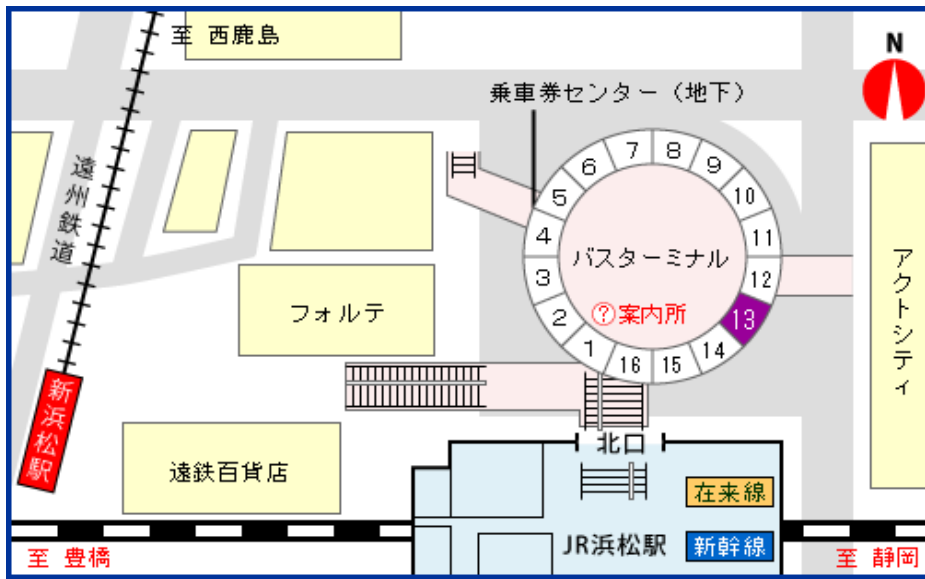 至 西鹿島
N
乗車券センター（地下）
遠州鉄道
1
2
3
4
5
6
7
8
9
10
11
12
13
14
15
16
バスターミナル
?案内所
アクトシティ
フォルテ
新浜松駅
遠鉄百貨店
北口
在来線
JR浜松駅
新幹線
至 豊橋
至 静岡